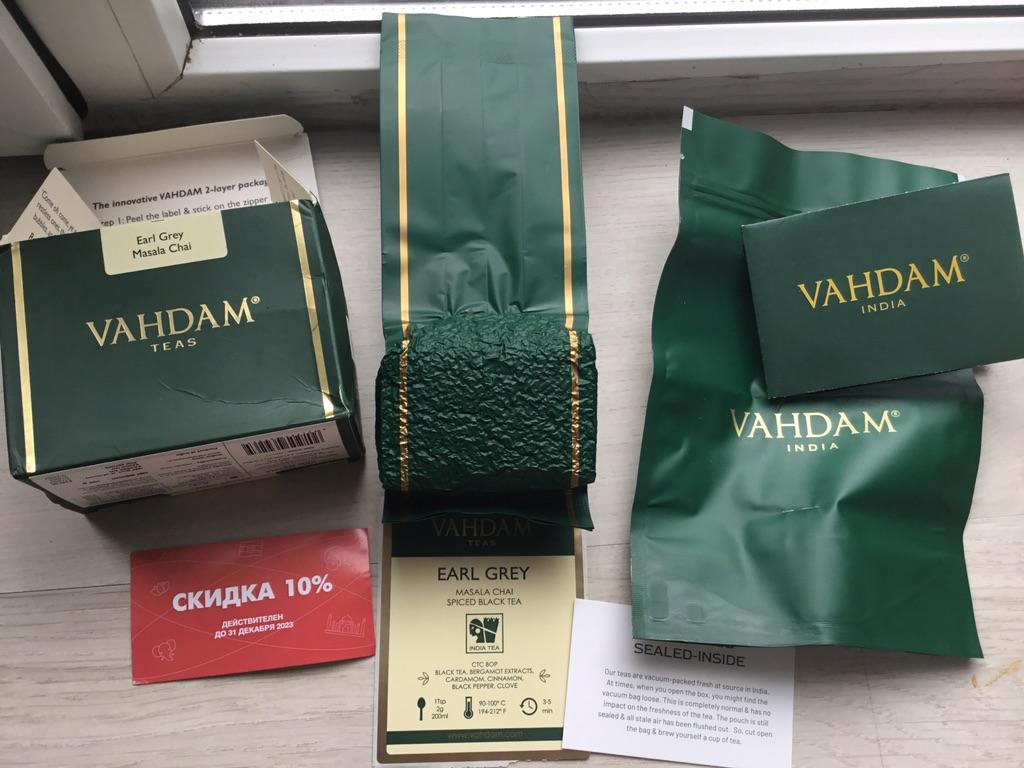 The innovative VAHDAM 2-layer packag
Step 1: Peel the label & stick on the zipper
Earl Grey
Masala Chai
VAHDAM®
TEAS
VAHDAM®
INDIA
VAHDAM®
INDIA
СКИДКА 10%
ДЕЙСТВИТЕЛЕН
ДО 31 ДЕКАБРЯ 2023
VAHDAM
TEAS
EARL GREY
MASALA CHAI
SPICED BLACK TEA
INDIA TEA
CTC BOP
BLACK TEA, BERGAMOT EXTRACTS,
CARDAMOM, CINNAMON,
BLACK PEPPER, CLOVE
1Tsp
2g
200ml
90-100° C
194-212° F
3-5
min
www.vahdam.com
SEALED-INSIDE
Our teas are vacuum-packed fresh at source in India.
At times, when you open the box, you might find the
vacuum bag loose. This is completely normal & has no
impact on the freshness of the tea. The pouch is still
sealed & all stale air has been flushed out. So, cut open
the bag & brew yourself a cup of tea.